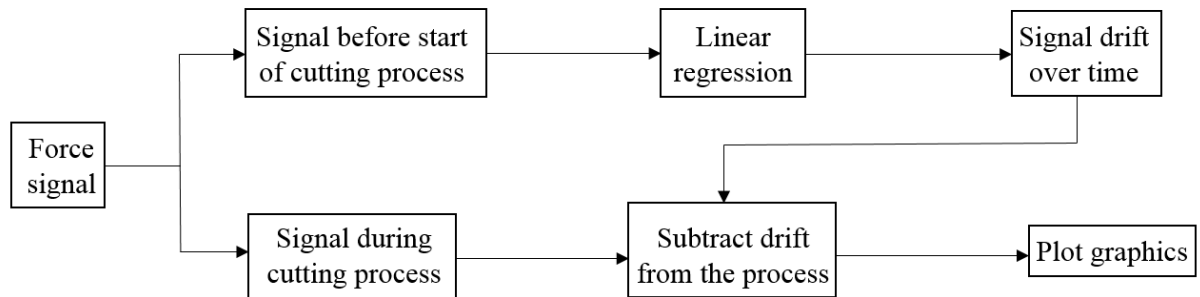 Force
signal
Signal before start
of cutting process
Linear
regression
Signal drift
over time
Signal during
cutting process
Subtract drift
from the process
Plot graphics